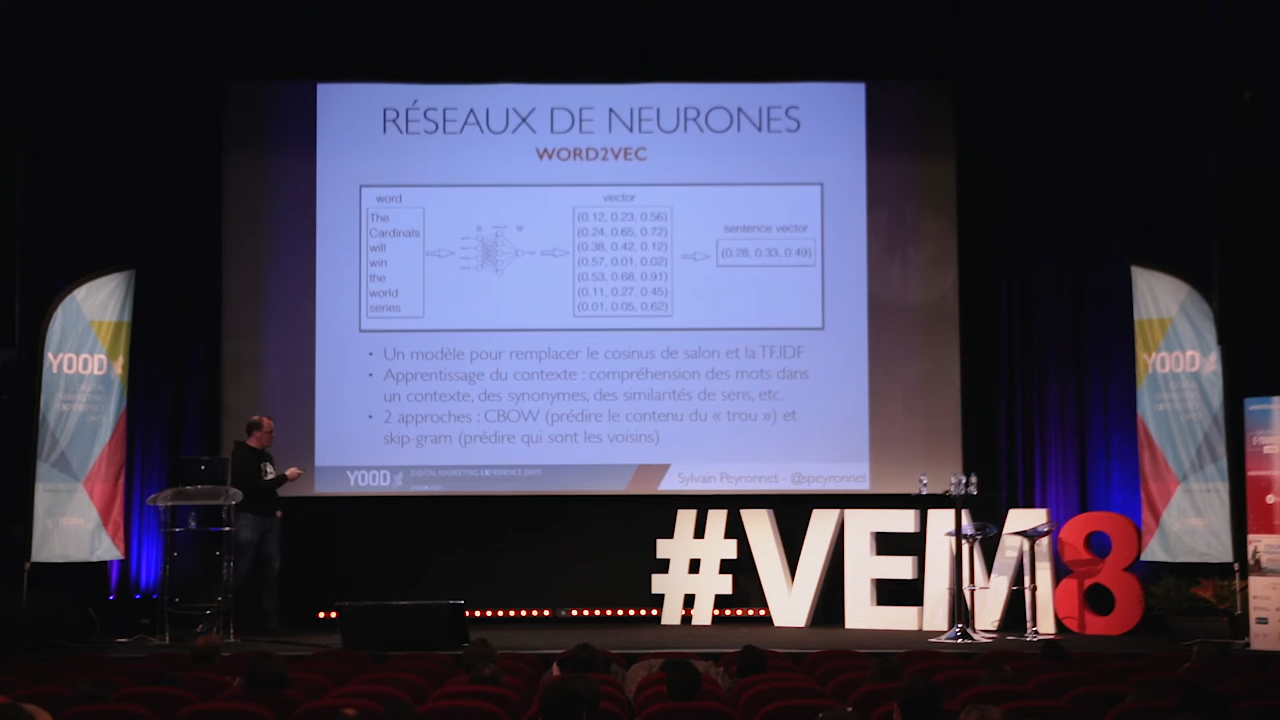 RÉSEAUX DE NEURONES
WORD2VEC
word
The
Cardinals
will
win
the
world
series
vector
(0.12, 0.23, 0.56)
(0.24, 0.65, 0.72)
(0.38, 0.42, 0.12)
(0.57, 0.01, 0.02)
(0.53, 0.68, 0.91)
(0.11, 0.27, 0.45)
(0.01, 0.05, 0.62)
sentence vector
(0.28, 0.33, 0.49)
• Un modèle pour remplacer le cosinus de salon et la TF.IDF
• Apprentissage du contexte : compréhension des mots dans
un contexte, des synonymes, des similarités de sens, etc.
• 2 approches : CBOW (prédire le contenu du « trou ») et
skip-gram (prédire qui sont les voisins)
YOOD
DIGITAL MARKETING EXPERIENCE DAYS
Sylvain Peyronnet - @speyronnet
YOOD
YOOD
#VEM8